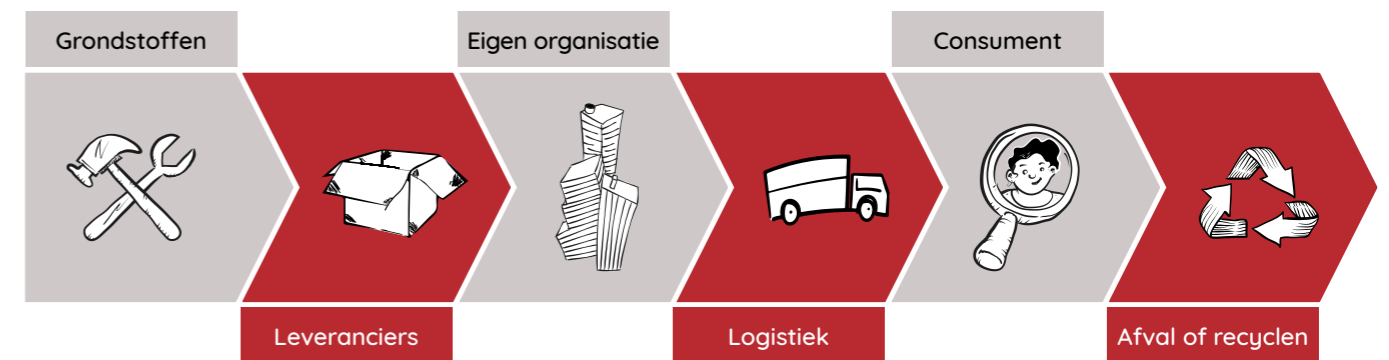 Grondstoffen
Leveranciers
Eigen organisatie
Logistiek
Consument
Afval of recyclen